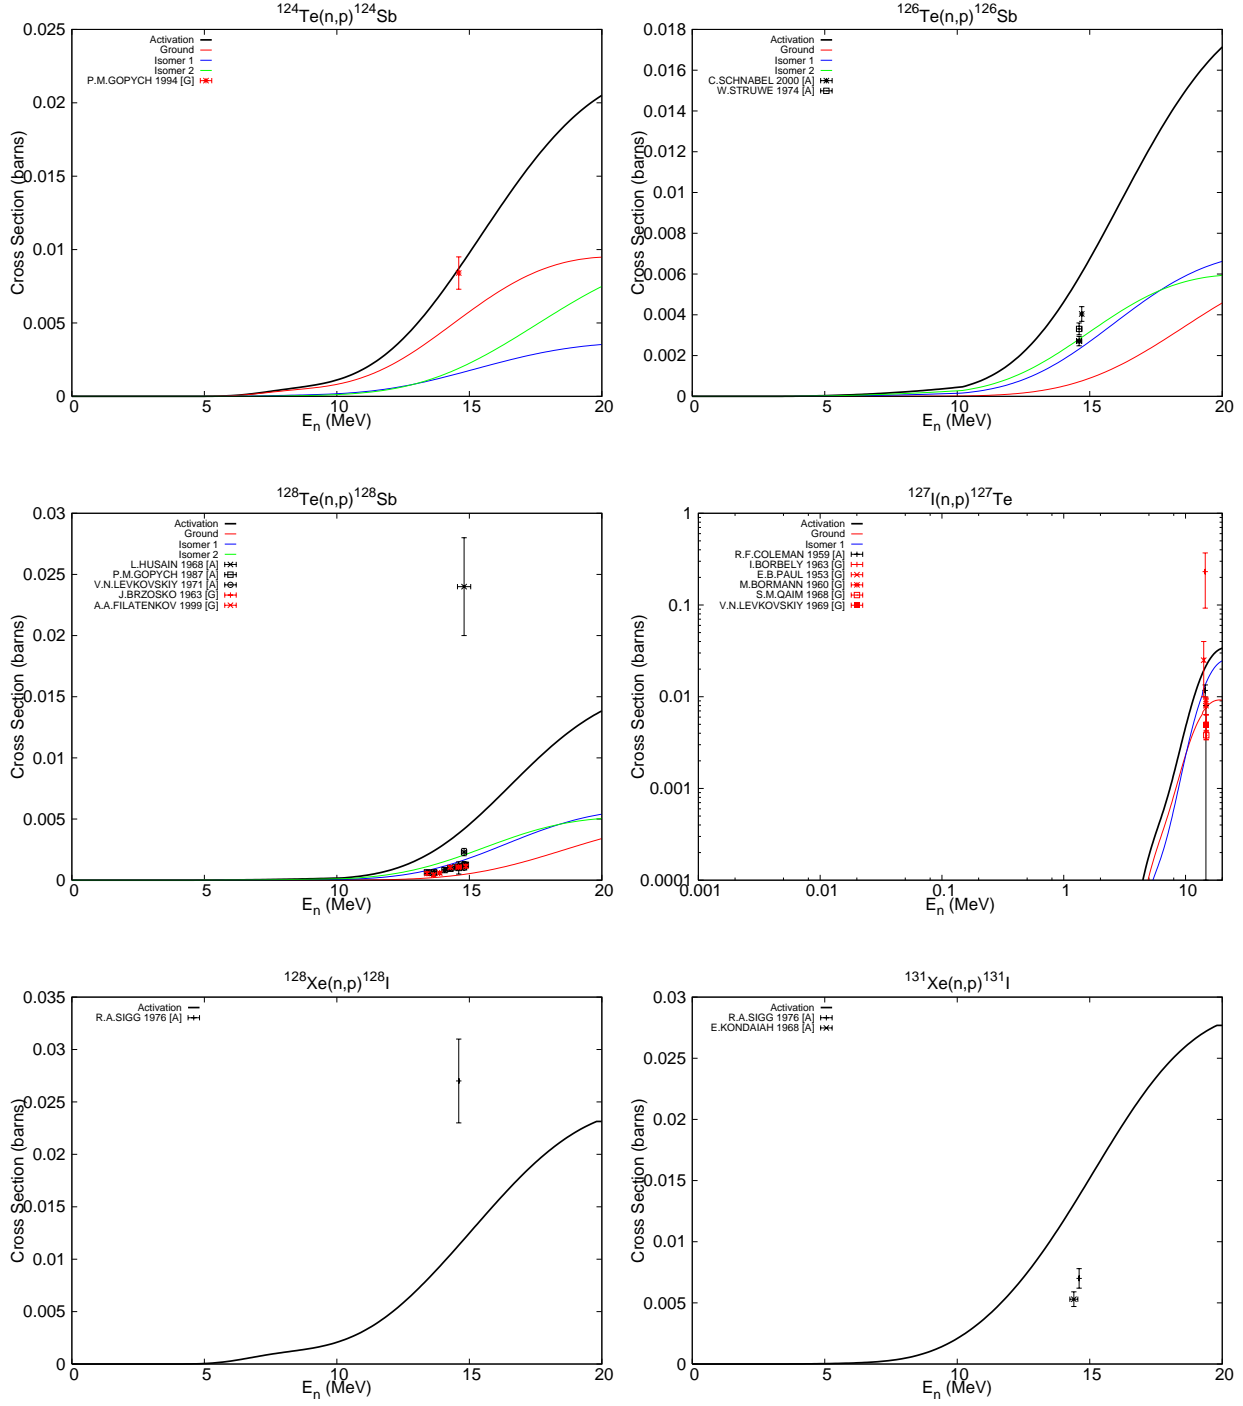 124Te(n,p)124Sb
Cross Section (barns)
0.025
0.02
0.015
0.01
0.005
0
0 5 10 15 20
En (MeV)
Activation
Ground
Isomer 1
Isomer 2
P.M.GOPYCH 1994 [G]
126Te(n,p)126Sb
Cross Section (barns)
0.018
0.016
0.014
0.012
0.01
0.008
0.006
0.004
0.002
0
0 5 10 15 20
En (MeV)
Activation
Ground
Isomer 1
Isomer 2
C.SCHNABEL 2000 [A]
W.STRUWE 1974 [A]
128Te(n,p)128Sb
Cross Section (barns)
0.03
0.025
0.02
0.015
0.01
0.005
0
0 5 10 15 20
En (MeV)
Activation
Ground
Isomer 1
Isomer 2
L.HUSAIN 1968 [A]
P.M.GOPYCH 1987 [A]
V.N.LEVKOVSKIY 1971 [A]
J.BRZOSKO 1963 [G]
A.A.FILATENKOV 1999 [G]
127I(n,p)127Te
Cross Section (barns)
1
0.1
0.01
0.001
0.0001
0.001 0.01 0.1 1 10
En (MeV)
Activation
Ground
Isomer 1
R.F.COLEMAN 1959 [A]
I.BORBELY 1963 [G]
E.B.PAUL 1953 [G]
M.BORMANN 1960 [G]
S.M.QAIM 1968 [G]
V.N.LEVKOVSKIY 1969 [G]
128Xe(n,p)128I
Cross Section (barns)
0.035
0.03
0.025
0.02
0.015
0.01
0.005
0
0 5 10 15 20
En (MeV)
Activation
R.A.SIGG 1976 [A]
131Xe(n,p)131I
Cross Section (barns)
0.03
0.025
0.02
0.015
0.01
0.005
0
0 5 10 15 20
En (MeV)
Activation
R.A.SIGG 1976 [A]
E.KONDAIAH 1968 [A]